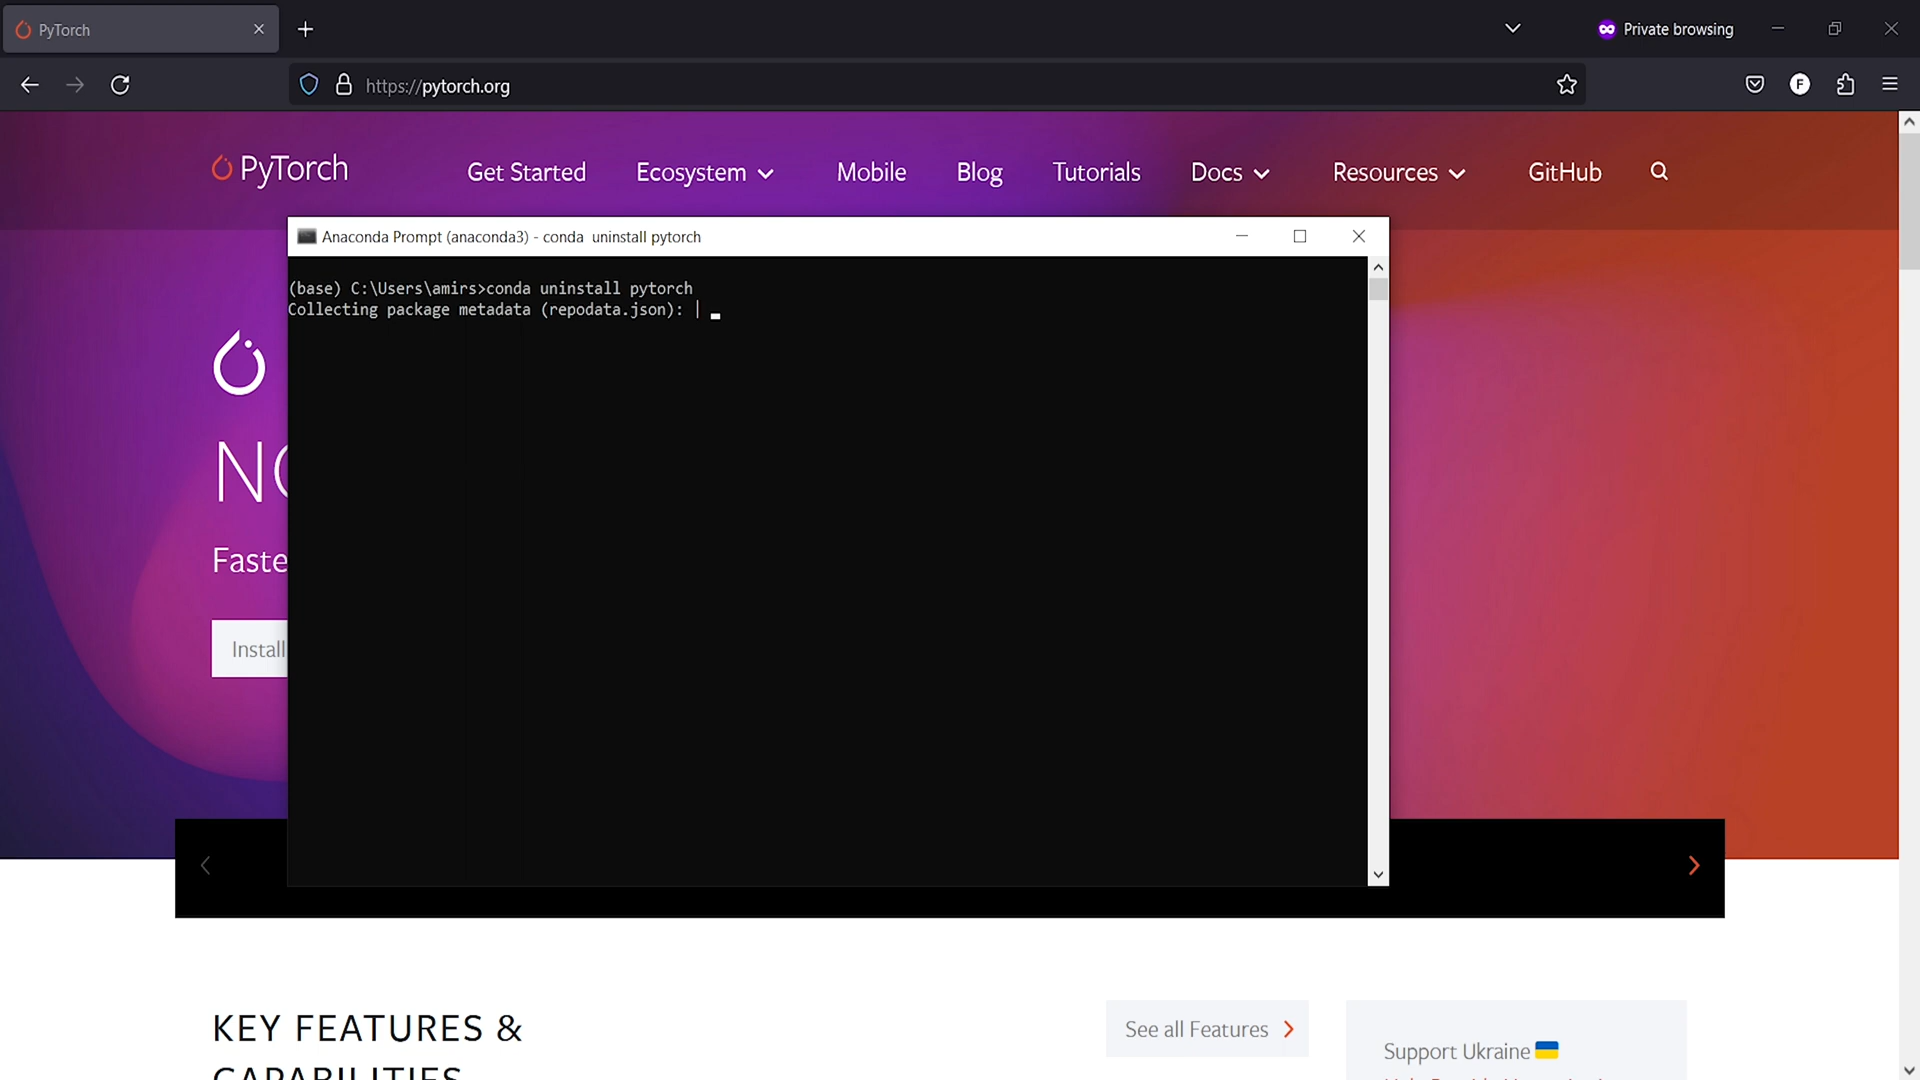 PyTorch
Private browsing
https://pytorch.org
F
PyTorch Get Started Ecosystem Mobile Blog Tutorials Docs Resources GitHub
Anaconda Prompt (anaconda3) - conda  uninstall pytorch
(base) C:\Users\amirs>conda uninstall pytorch
Collecting package metadata (repodata.json): |
Faste
Install
KEY FEATURES &
CAPABILITIES
See all Features
Support Ukraine 🇺🇦